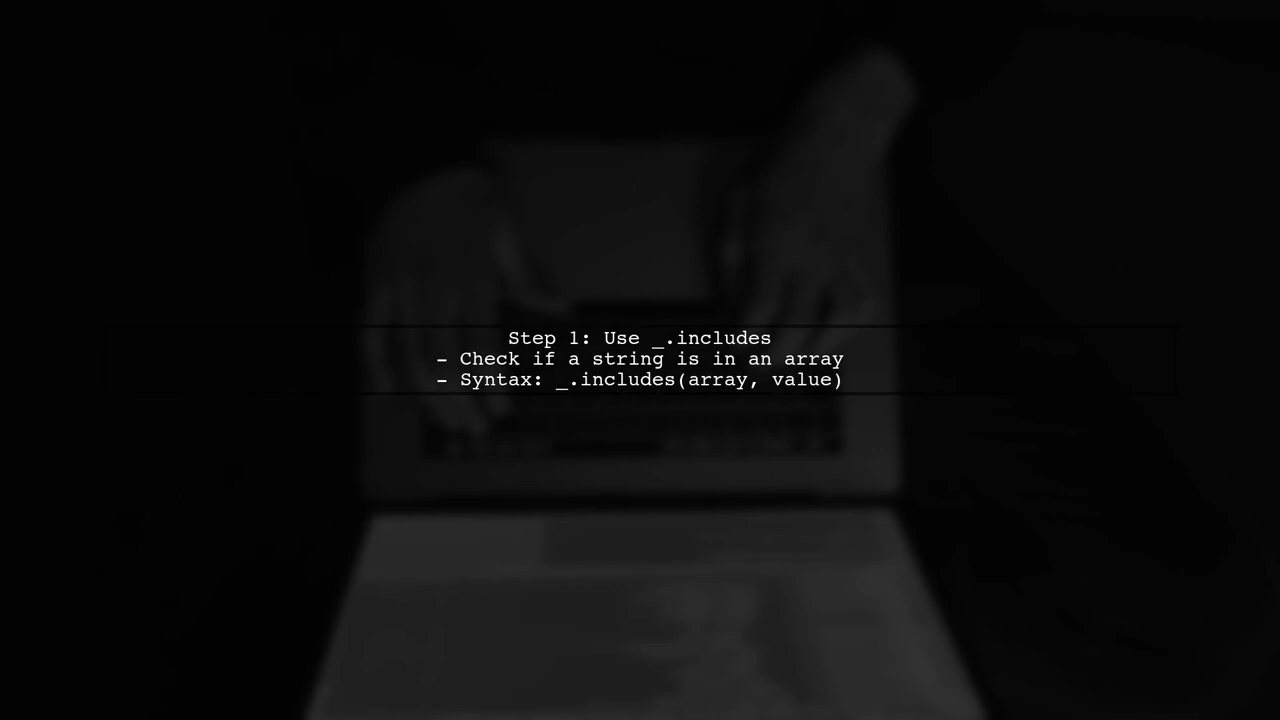 Step 1: Use _.includes
– Check if a string is in an array
– Syntax: _.includes(array, value)